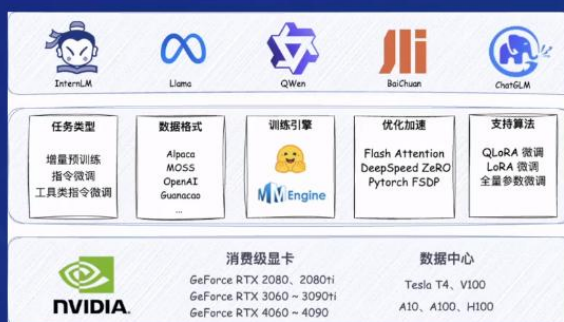 InternLM
Llama
QWen
BaiChuan
ChatGLM
任务类型
增量预训练
指令微调
工具类指令微调
数据格式
Alpaca
MOSS
OpenAI
Guanacao
...
训练引擎
MMEngine
优化加速
Flash Attention
DeepSpeed ZeRO
Pytorch FSDP
支持算法
QLoRA 微调
LoRA 微调
全量参数微调
NVIDIA.
消费级显卡
GeForce RTX 2080、2080ti
GeForce RTX 3060 ~ 3090ti
GeForce RTX 4060 ~ 4090
数据中心
Tesla T4、V100
A10、A100、H100